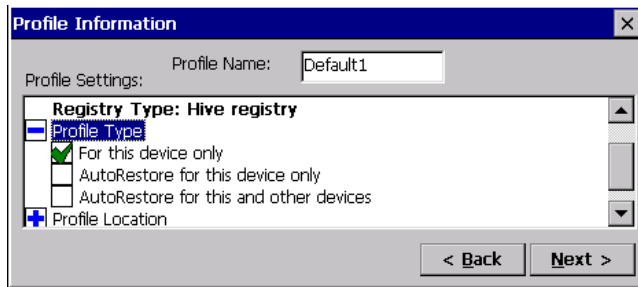 Profile Information
Profile Name: Default1
Profile Settings:
Registry Type: Hive registry
Profile Type
For this device only
AutoRestore for this device only
AutoRestore for this and other devices
Profile Location
< Back Next >